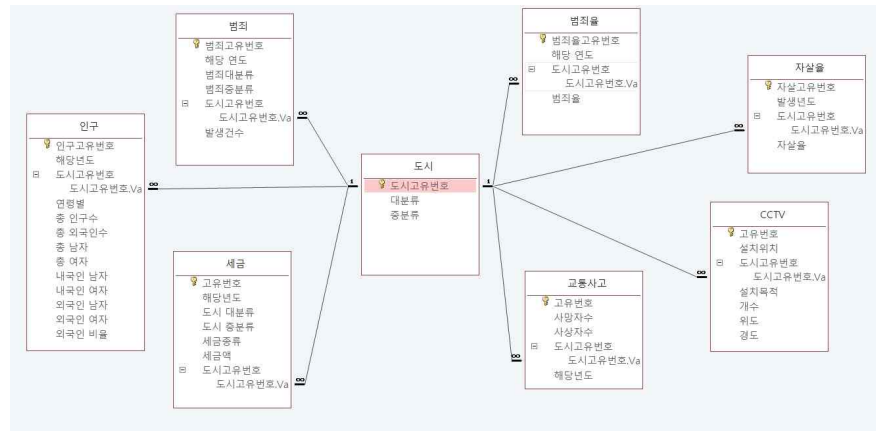 범죄
범죄고유번호
해당 연도
범죄대분류
범죄중분류
도시고유번호
도시고유번호.Va
발생건수
범죄율
범죄율고유번호
해당 연도
도시고유번호
도시고유번호.Va
범죄율
자살율
자살고유번호
발생년도
도시고유번호
도시고유번호.Va
자살율
인구
인구고유번호
해당년도
도시고유번호
도시고유번호.Va
연령별
총 인구수
총 외국인수
총 남자
총 여자
내국인 남자
내국인 여자
외국인 남자
외국인 여자
외국인 비율
도시
도시고유번호
대분류
중분류
세금
고유번호
해당년도
도시 대분류
도시 중분류
세금종류
세금액
도시고유번호
도시고유번호.Va
교통사고
고유번호
사망자수
사상자수
도시고유번호
도시고유번호.Va
해당년도
CCTV
고유번호
설치위치
도시고유번호
도시고유번호.Va
설치목적
개수
위도
경도
1
1
∞
∞
∞
∞
∞
∞
∞